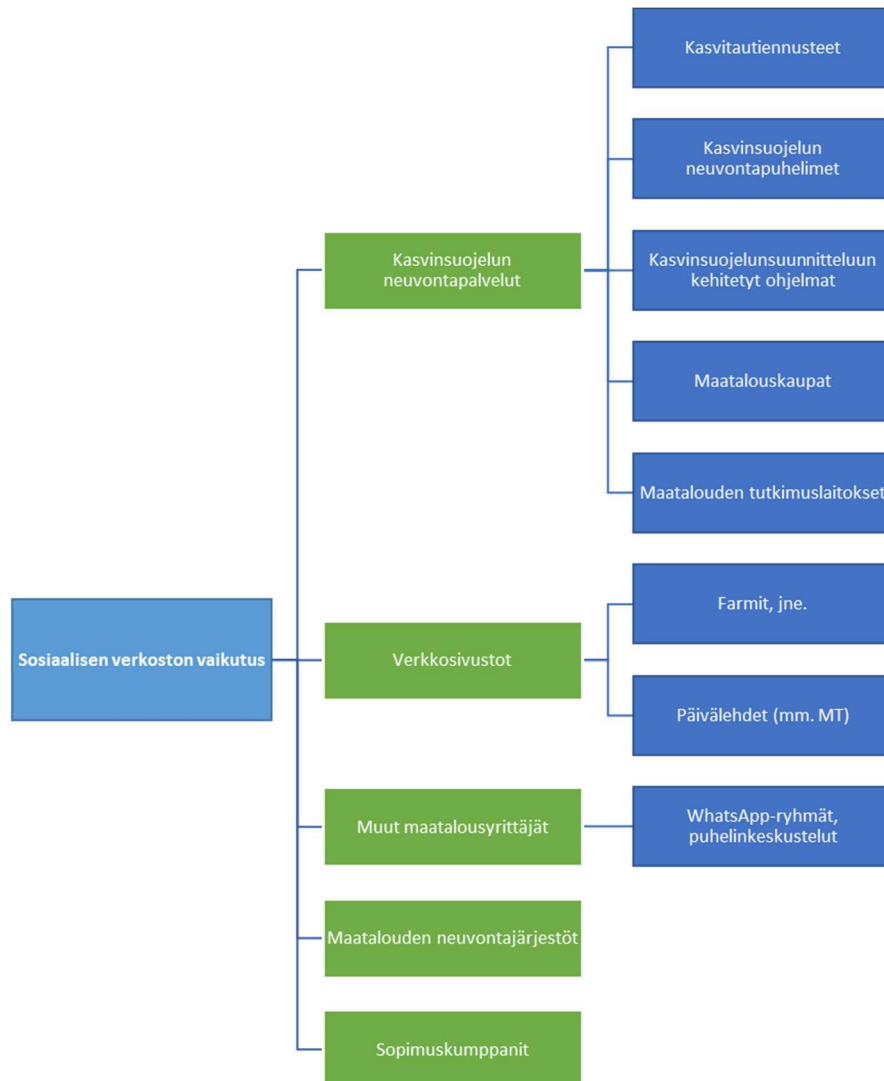 Sosiaalisen verkoston vaikutus
Kasvinsuojelun
neuvontapalvelut
Kasvitautiennusteet
Kasvinsuojelun
neuvontapuhelimet
Kasvinsuojelunsuunnitteluun
kehitetyt ohjelmat
Maatalouskaupat
Maatalouden tutkimuslaitokset
Verkkosivustot
Farmit, jne.
Päivälehdet (mm. MT)
Muut maatalousyrittäjät
WhatsApp-ryhmät,
puhelinkeskustelut
Maatalouden neuvontajärjestöt
Sopimuskumppanit